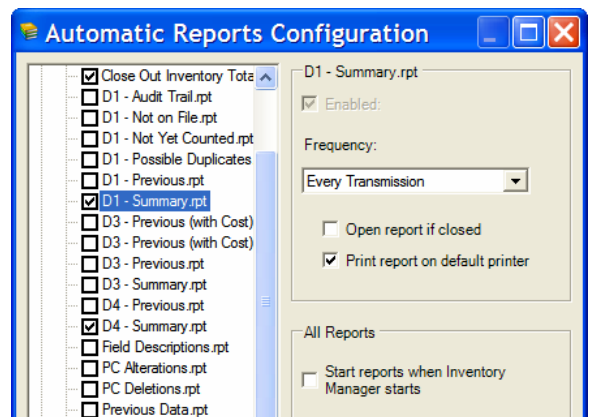 Automatic Reports Configuration
Close Out Inventory Tota
D1 - Audit Trail.rpt
D1 - Not on File.rpt
D1 - Not Yet Counted.rpt
D1 - Possible Duplicates
D1 - Previous.rpt
D1 - Summary.rpt
D3 - Previous (with Cost)
D3 - Previous (with Cost)
D3 - Previous.rpt
D3 - Summary.rpt
D4 - Previous.rpt
D4 - Summary.rpt
Field Descriptions.rpt
PC Alterations.rpt
PC Deletions.rpt
Previous Data.rpt
D1 - Summary.rpt
Enabled:
Frequency:
Every Transmission
Open report if closed
Print report on default printer
All Reports
Start reports when Inventory
Manager starts